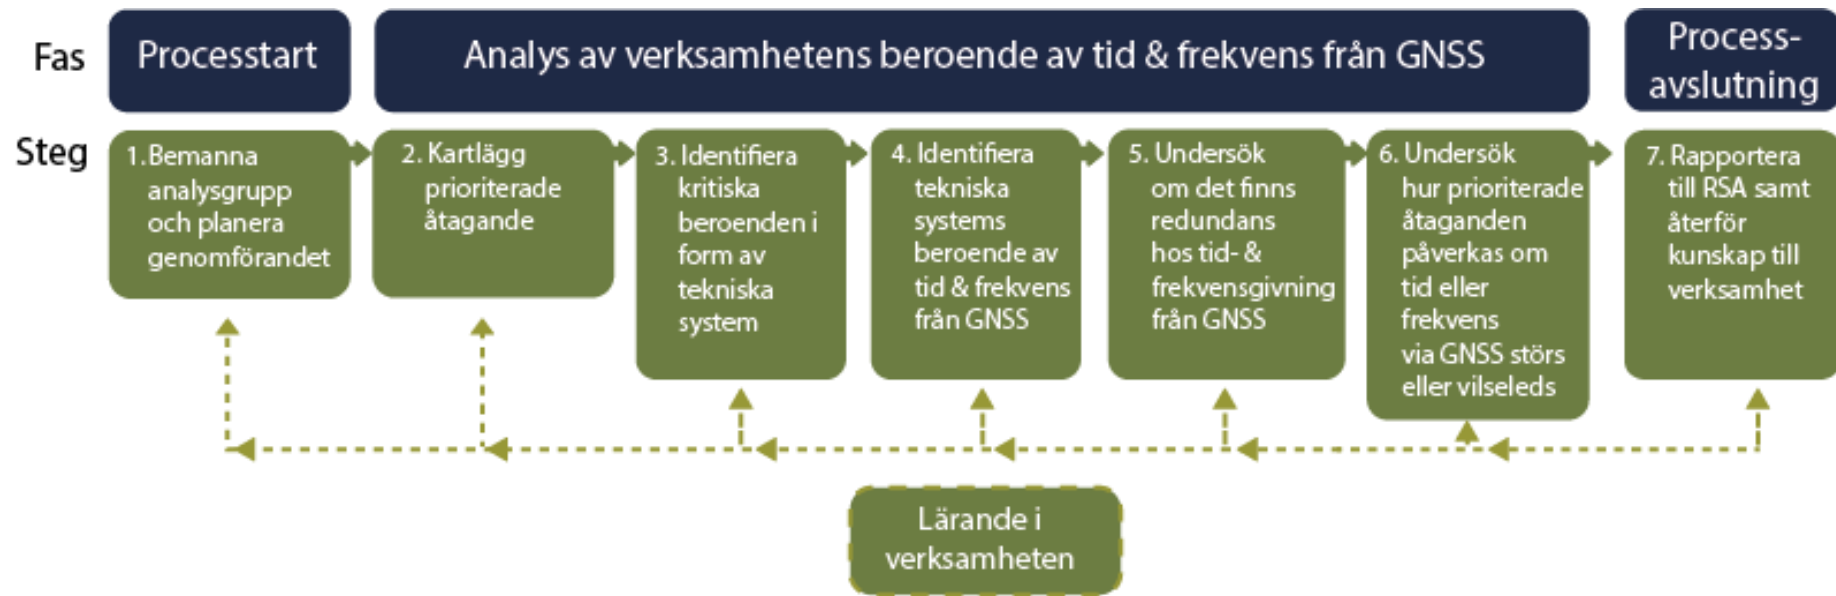 Fas
Processtart
Analys av verksamhetens beroende av tid & frekvens från GNSS
Process-
avslutning
Steg
1. Bemanna
analysgrupp
och planera
genomförandet
2. Kartlägg
prioriterade
åtagande
3. Identifiera
kritiska
beroenden i
form av
tekniska
system
4. Identifiera
tekniska
systems
beroende av
tid & frekvens
från GNSS
5. Undersök
om det finns
redundans
hos tid- &
frekvensgivning
från GNSS
6. Undersök
hur prioriterade
åtaganden
påverkas om
tid eller
frekvens
via GNSS störs
eller vilseleds
7. Rapportera
till RSA samt
återför
kunskap till
verksamhet
Lärande i
verksamheten